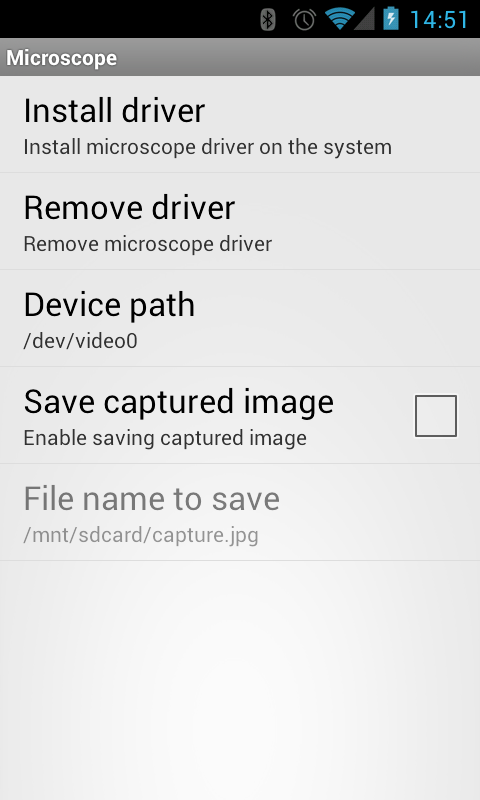 14:51
Microscope
Install driver
Install microscope driver on the system
Remove driver
Remove microscope driver
Device path
/dev/video0
Save captured image
Enable saving captured image
File name to save
/mnt/sdcard/capture.jpg